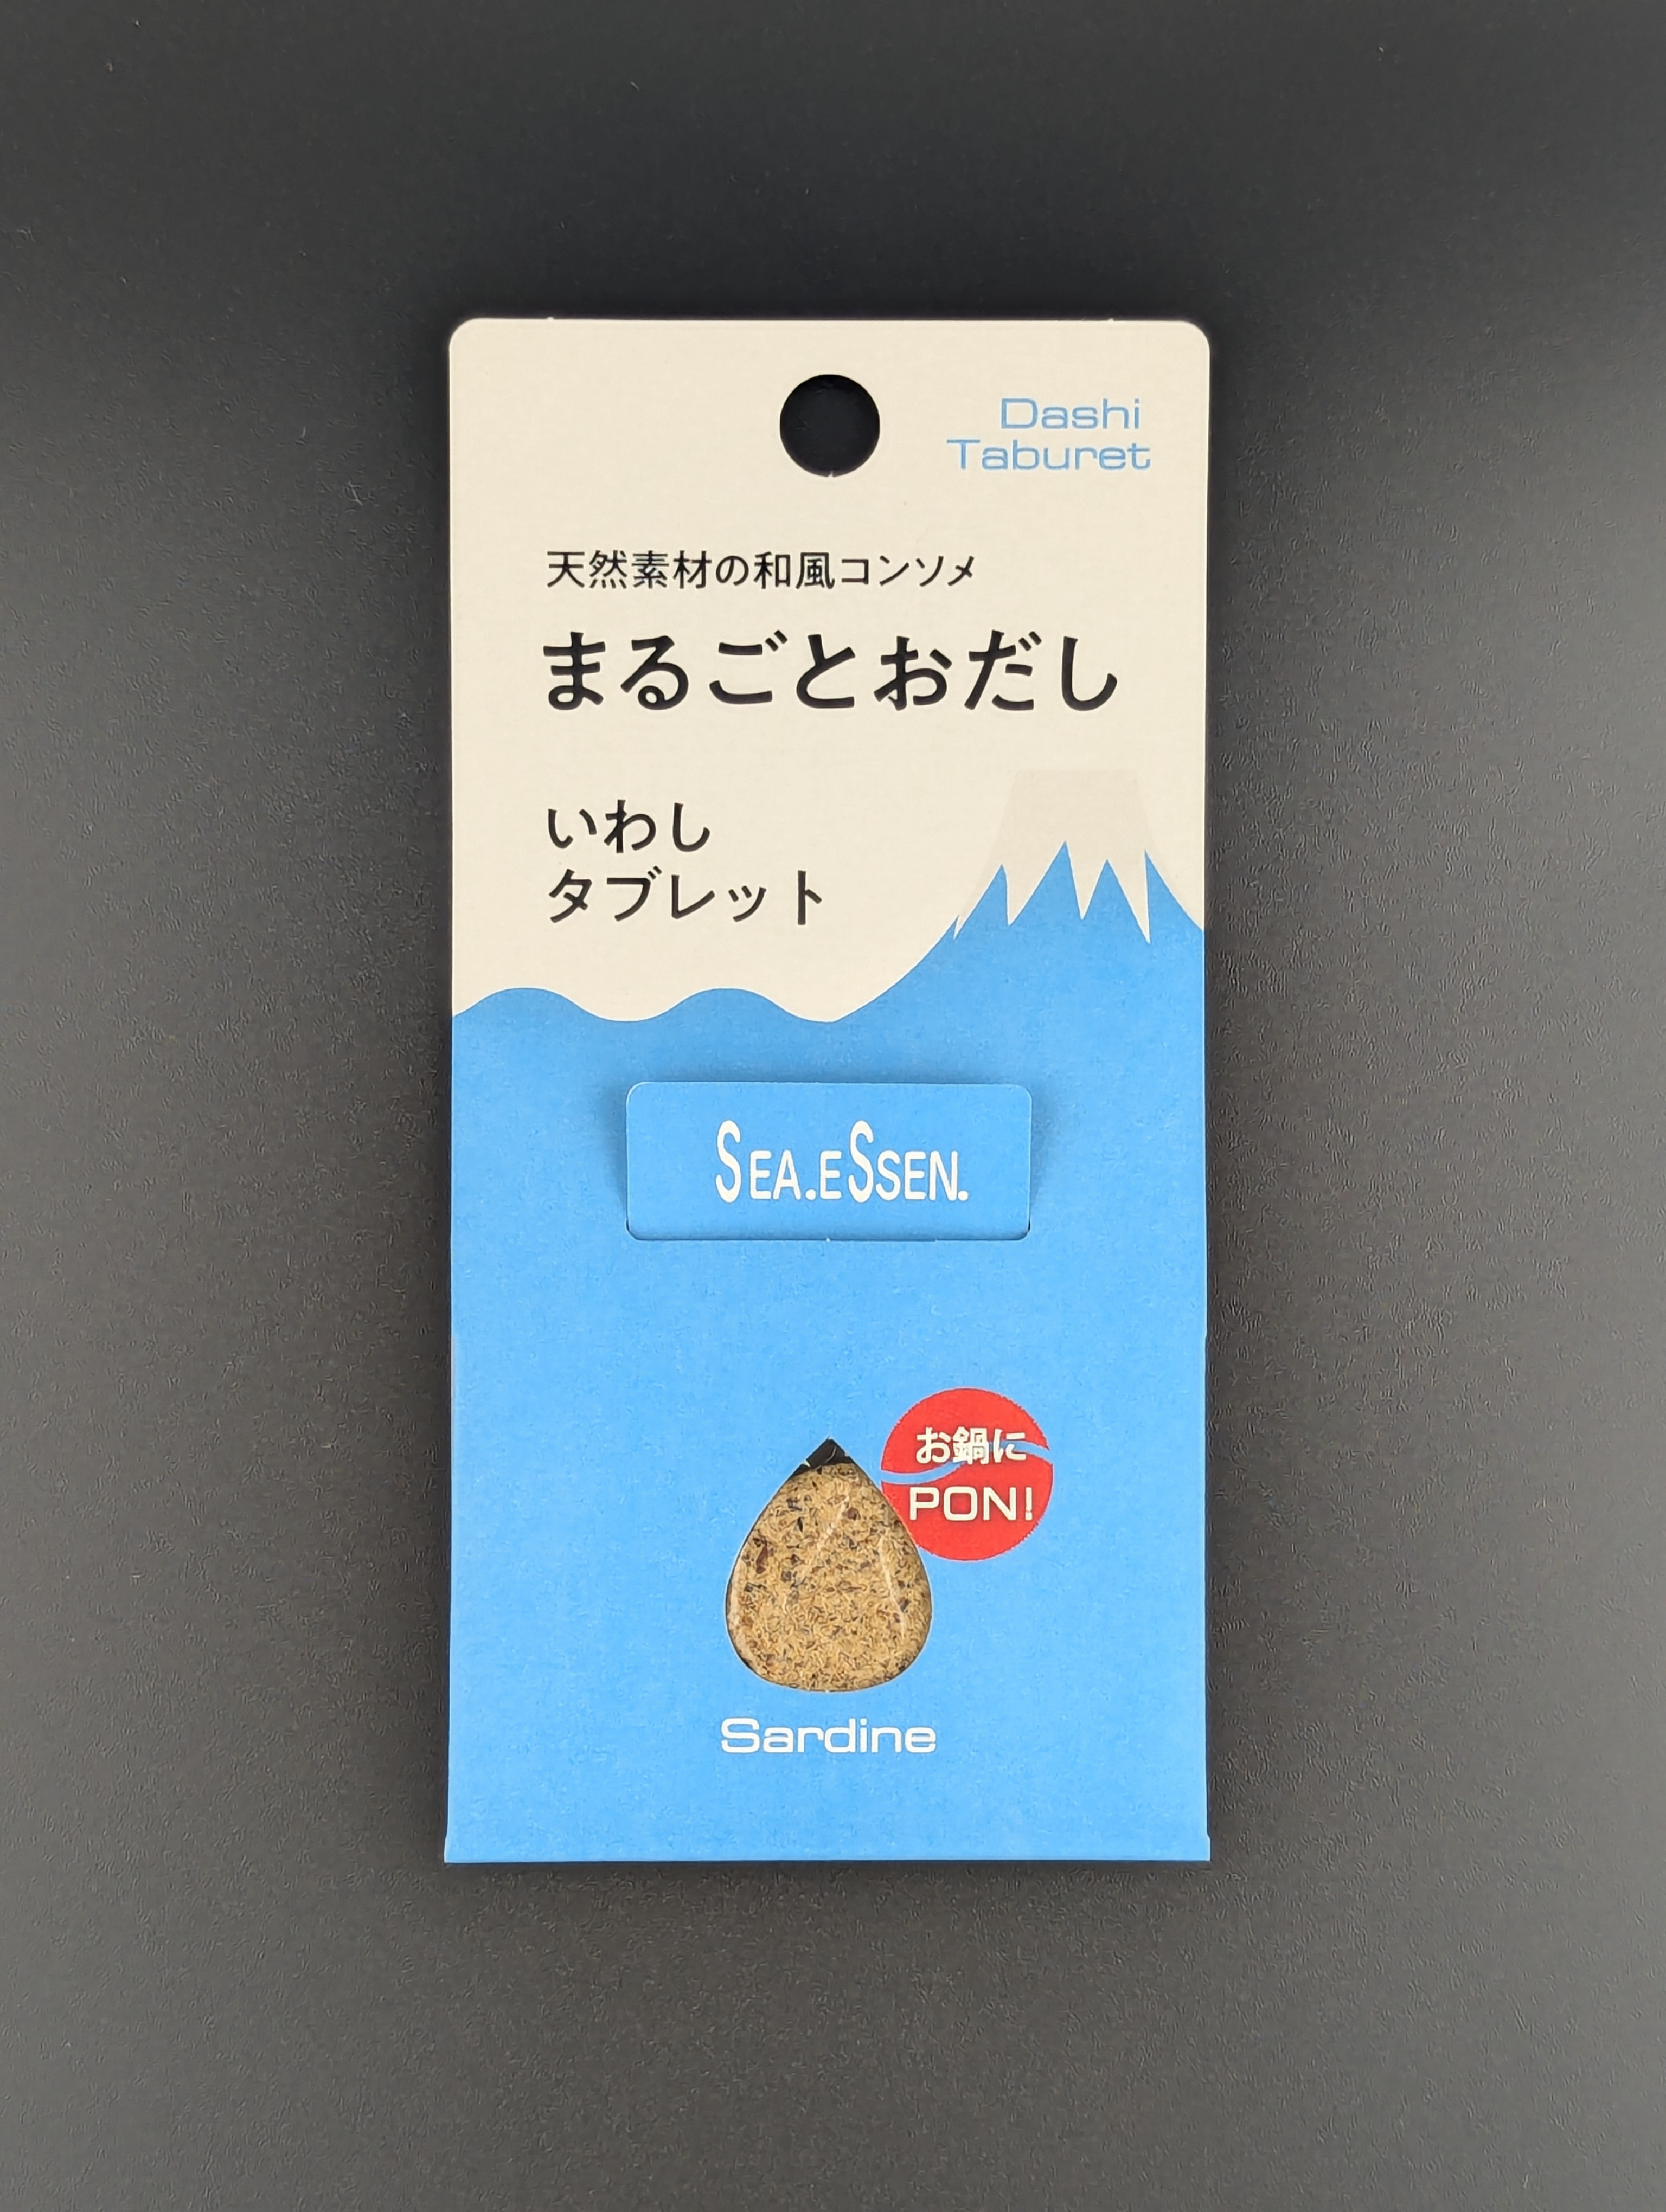 Dashi
Taburet
天然素材の和風コンソメ
まるごとおだし
いわし
タブレット
SEA.ESSEN.
お鍋に
PON!
Sardine